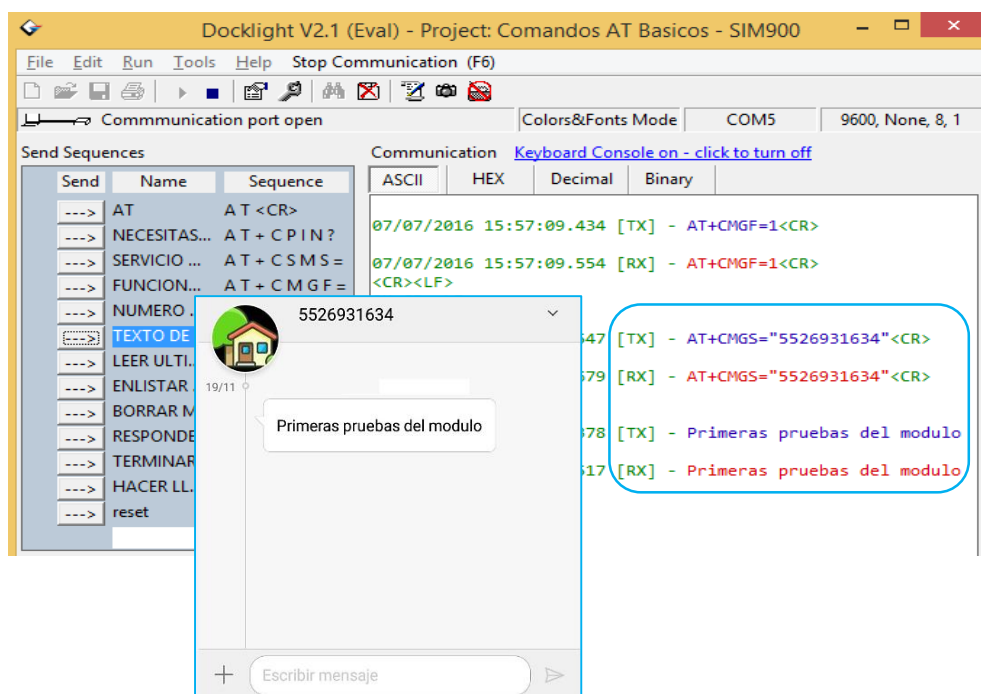 Docklight V2.1 (Eval) - Project: Comandos AT Basicos - SIM900
File Edit Run Tools Help Stop Communication (F6)
Commmunication port open Colors&Fonts Mode COM5 9600, None, 8, 1
Send Sequences
Send Name Sequence
---> AT A T <CR>
---> NECESITAS... A T + C P I N ?
---> SERVICIO ... A T + C S M S =
---> FUNCION... A T + C M G F =
---> NUMERO .
---> TEXTO DE
---> LEER ULTI..
---> ENLISTAR
---> BORRAR M
---> RESPONDE
---> TERMINAR
---> HACER LL.
---> reset
Communication Keyboard Console on - click to turn off
ASCII HEX Decimal Binary
07/07/2016 15:57:09.434 [TX] - AT+CMGF=1<CR>
07/07/2016 15:57:09.554 [RX] - AT+CMGF=1<CR>
<CR><LF>
547 [TX] - AT+CMGS="5526931634"<CR>
579 [RX] - AT+CMGS="5526931634"<CR>
378 [TX] - Primeras pruebas del modulo
517 [RX] - Primeras pruebas del modulo
5526931634
19/11
Primeras pruebas del modulo
Escribir mensaje